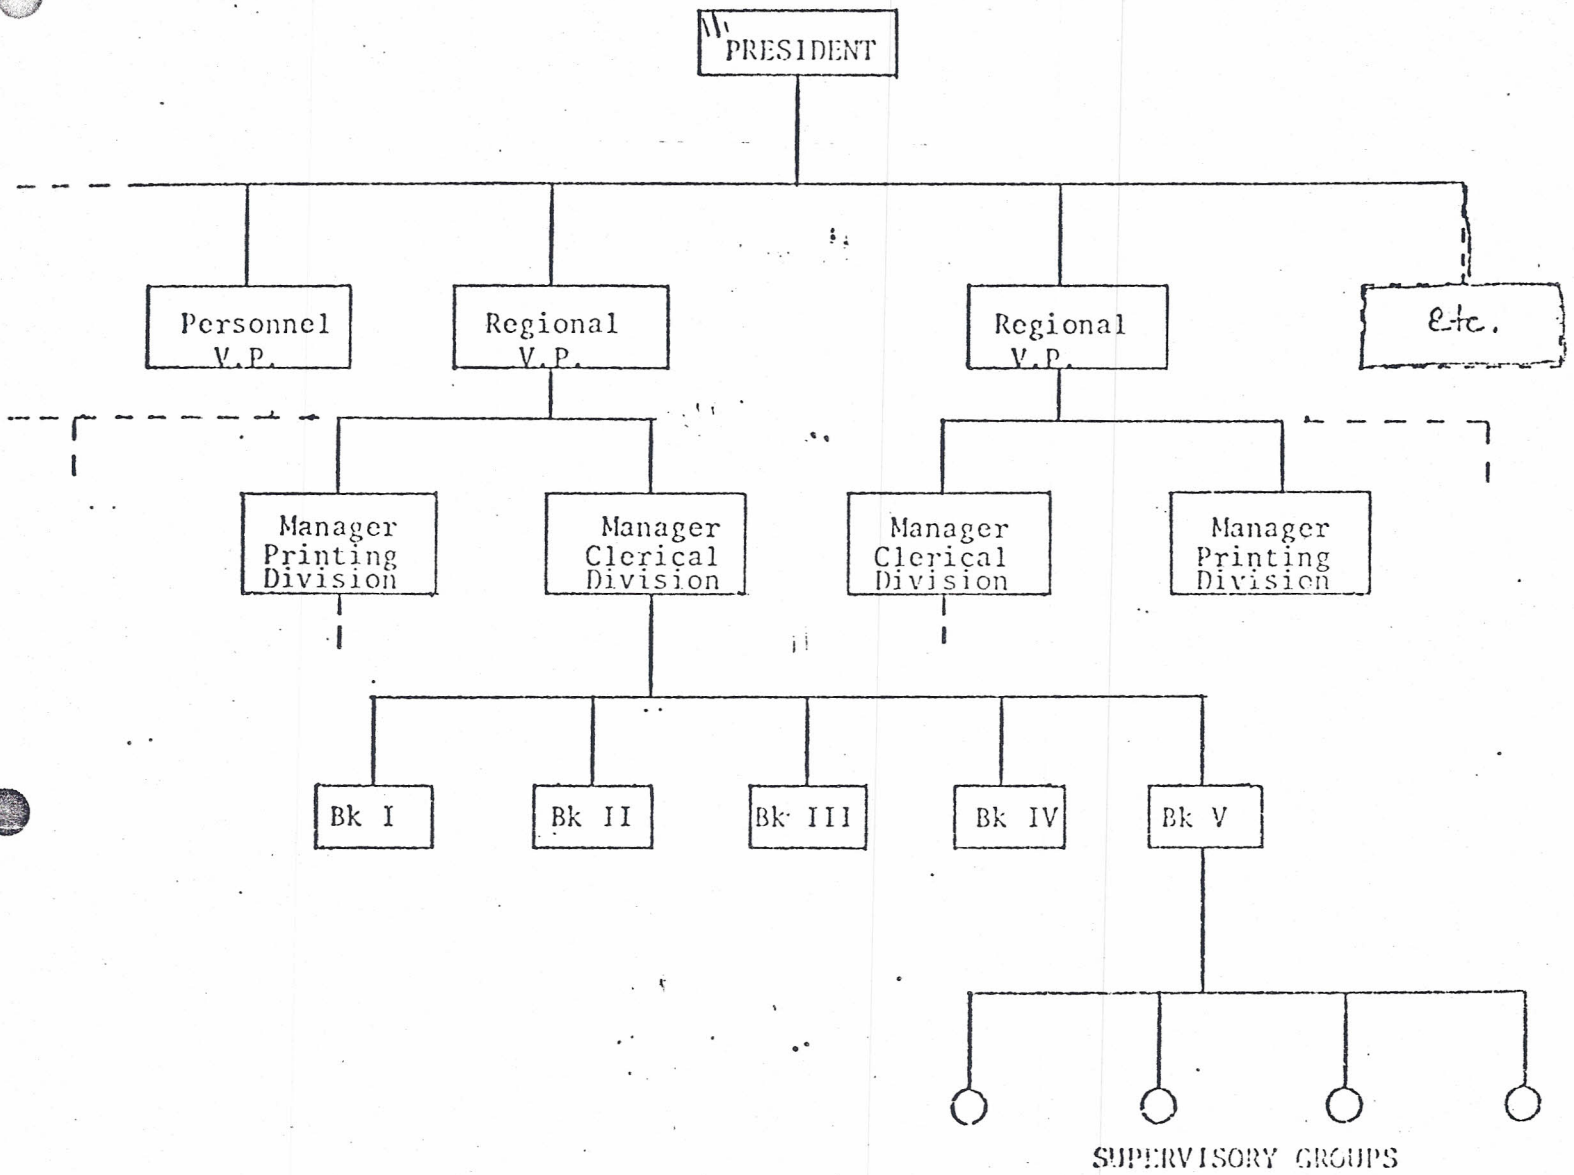 PRESIDENT
Personnel
V.P.
Regional
V.P.
Regional
V.P.
Etc.
Manager
Printing
Division
Manager
Clerical
Division
Manager
Clerical
Division
Manager
Printing
Division
Bk I
Bk II
Bk III
Bk IV
Bk V
SUPERVISORY GROUPS